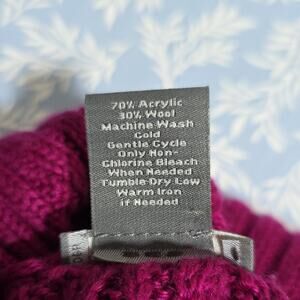 70% Acrylic
30% Wool
Machine Wash
Cold
Gentle Cycle
Only Non-
Chlorine Bleach
When Needed
Tumble Dry Low
Warm Iron
if Needed